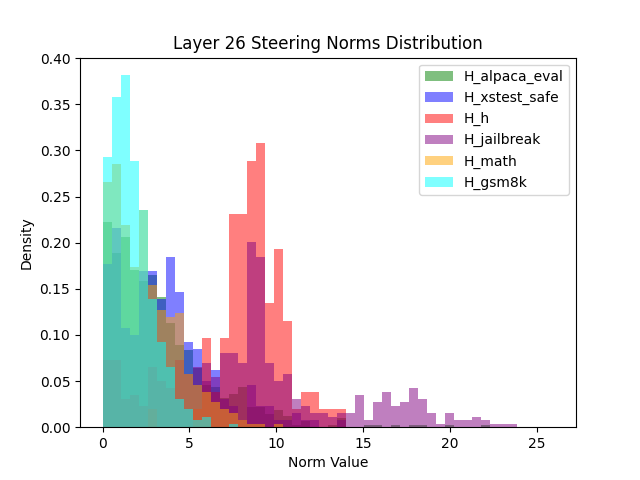 Layer 26 Steering Norms Distribution
0.40
0.35
0.30
0.25
0.20
0.15
0.10
0.05
0.00
Density
0
5
10
15
20
25
Norm Value
H_alpaca_eval
H_xstest_safe
H_h
H_jailbreak
H_math
H_gsm8k